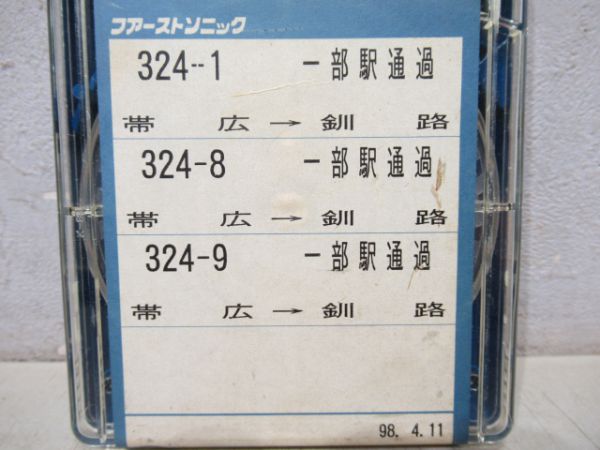 フアーストソニック
324--1 一部駅通過
帯広→釧路
324-8 一部駅通過
帯広→釧路
324-9 一部駅通過
帯広→釧路
98. 4.11